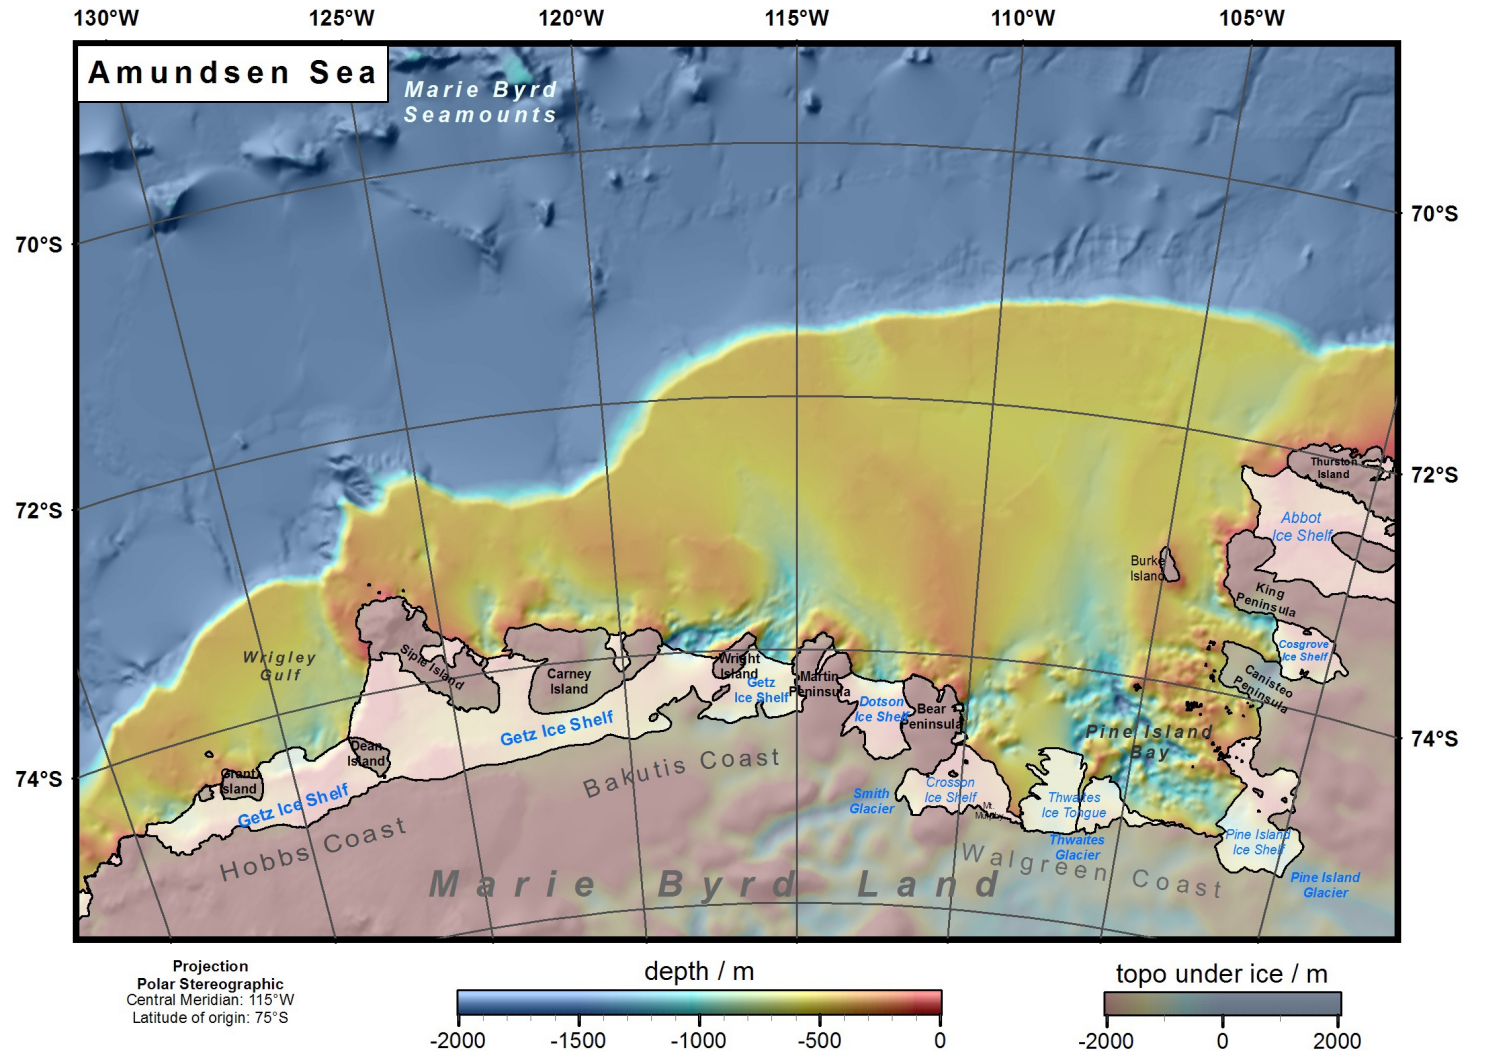 130°W 125°W 120°W 115°W 110°W 105°W
Amundsen Sea
Marie Byrd
Seamounts
70°S
70°S
72°S
72°S
74°S
74°S
Thurston
Island
Abbot
Ice Shelf
Burke
Island
King
Peninsula
Cosgrove
Ice Shelf
Canisteo
Peninsula
Wrigley
Gulf
Siple Island
Carney
Island
Wright
Island
Getz
Ice Shelf
Martin
Peninsula
Dotson
Ice Shelf
Bear
Peninsula
Pine Island
Bay
Getz Ice Shelf
Dean
Island
Grant
Island
Getz Ice Shelf
Bakutis Coast
Hobbs Coast
Smith
Glacier
Crosson
Ice Shelf
Mt.
Murphy
Thwaites
Ice Tongue
Thwaites
Glacier
Pine Island
Ice Shelf
Pine Island
Glacier
Walgreen Coast
Marie Byrd Land
Projection
Polar Stereographic
Central Meridian: 115°W
Latitude of origin: 75°S
depth / m
-2000 -1500 -1000 -500 0
topo under ice / m
-2000 0 2000